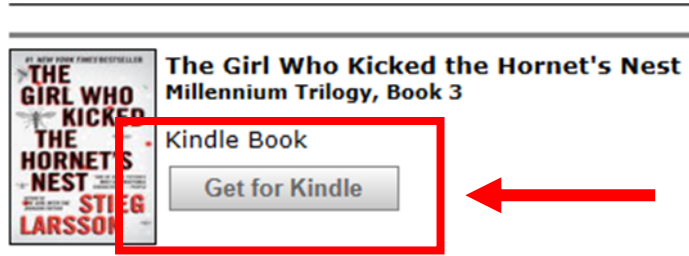 #1 NEW YORK TIMES BESTSELLER
THE
GIRL WHO
KICKED
THE
HORNET'S
NEST
STIEG
LARSSON
The Girl Who Kicked the Hornet's Nest
Millennium Trilogy, Book 3
Kindle Book
Get for Kindle